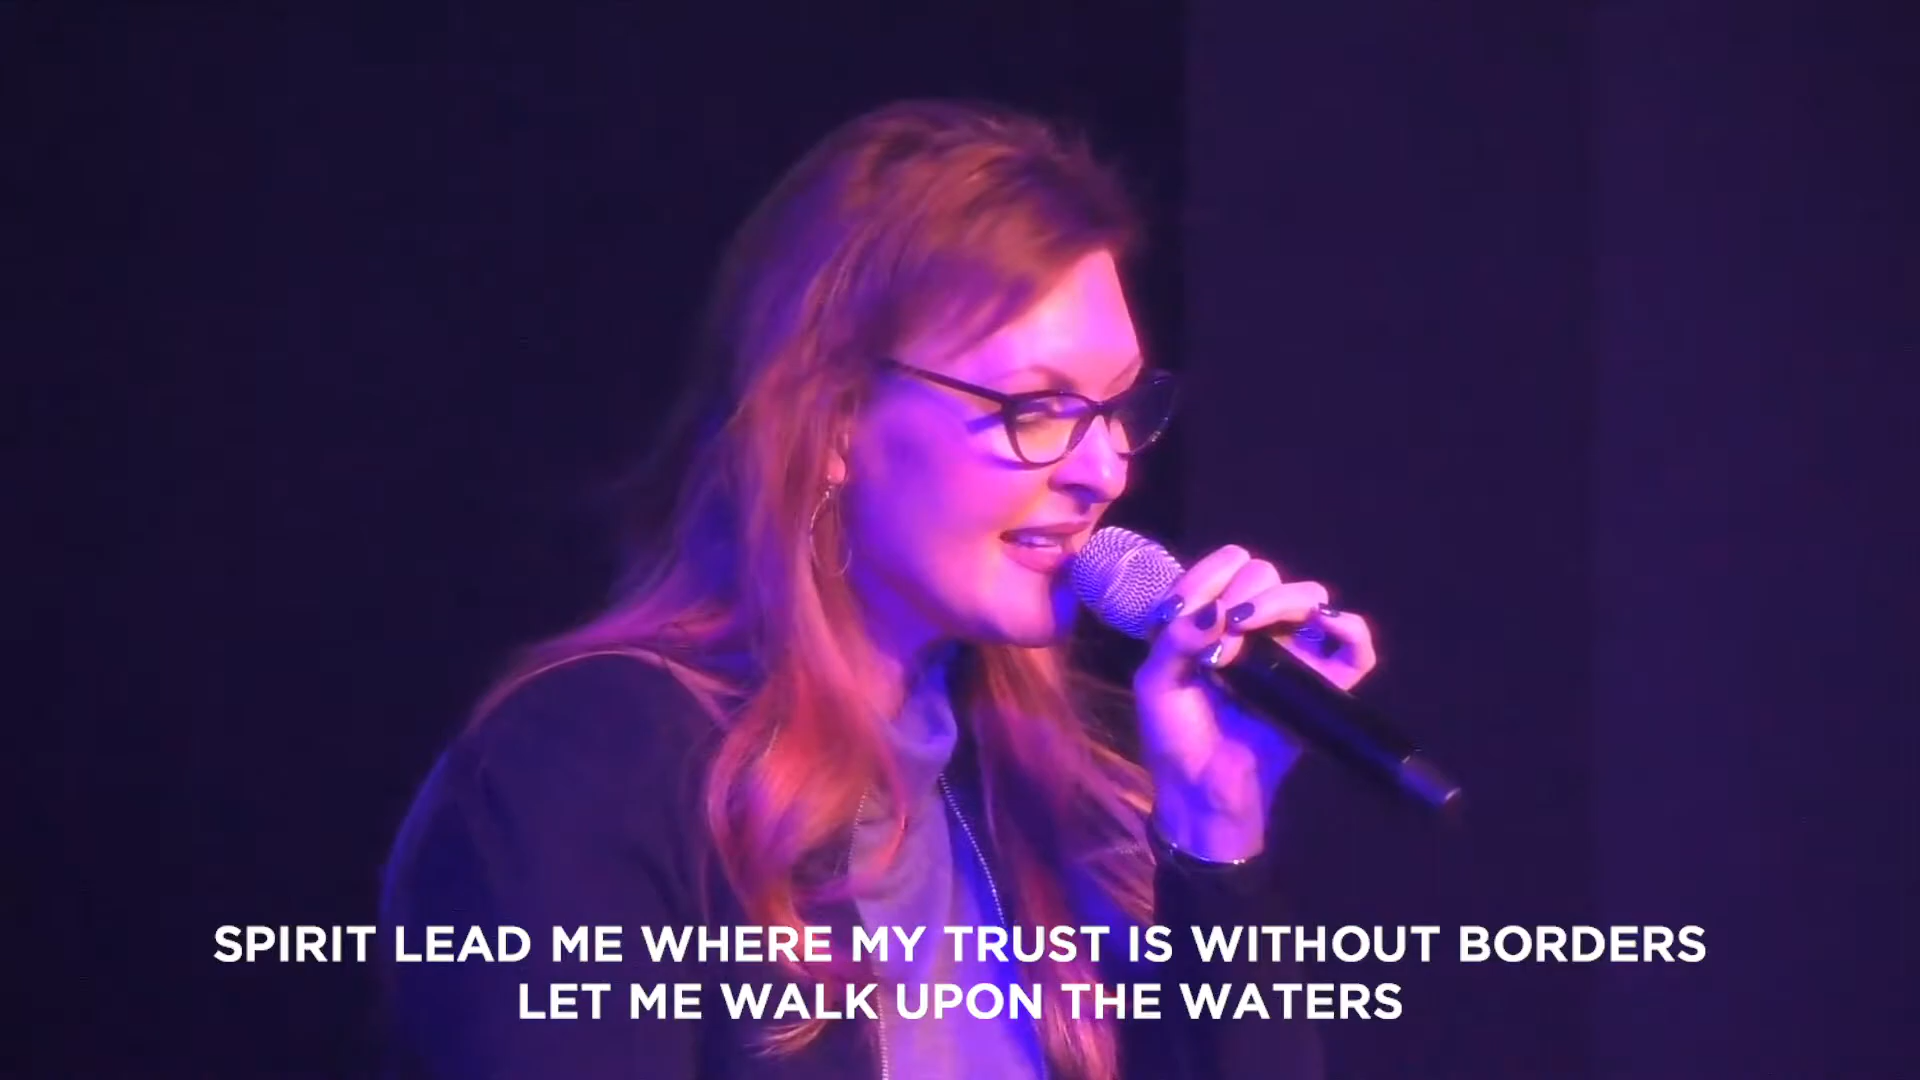 SPIRIT LEAD ME WHERE MY TRUST IS WITHOUT BORDERS
LET ME WALK UPON THE WATERS